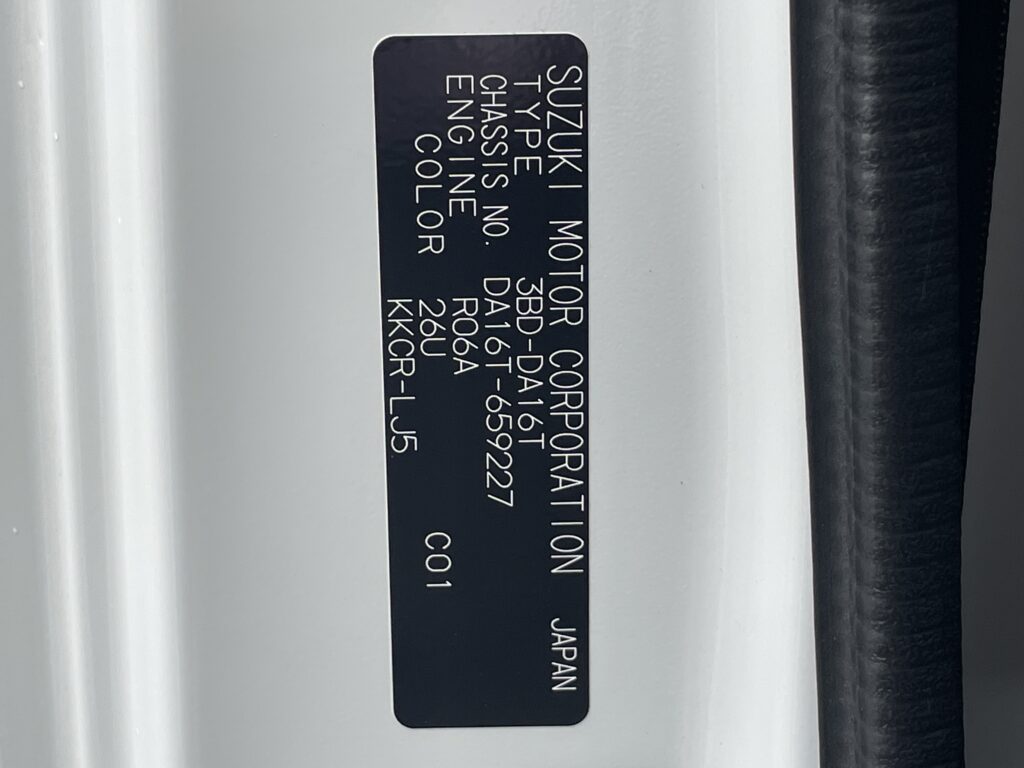 SUZUKI MOTOR CORPORATION JAPAN
TYPE 3BD-DA16T
CHASSIS NO. DA16T-659227
ENGINE R06A
COLOR 26U C01
KKCR-LJ5